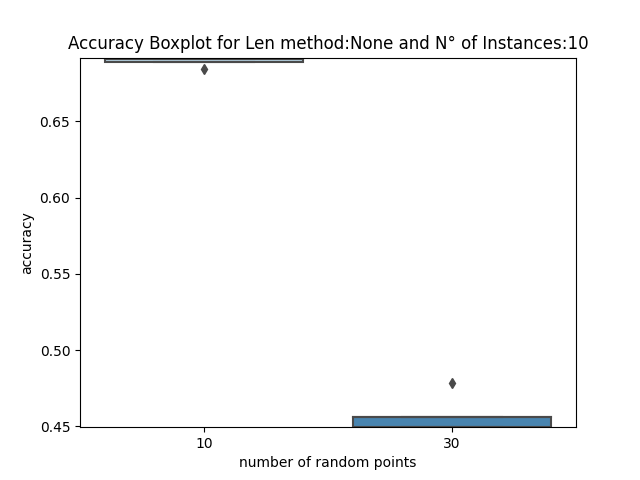 Accuracy Boxplot for Len method:None and N° of Instances:10
0.65
0.60
0.55
0.50
0.45
accuracy
10
30
number of random points